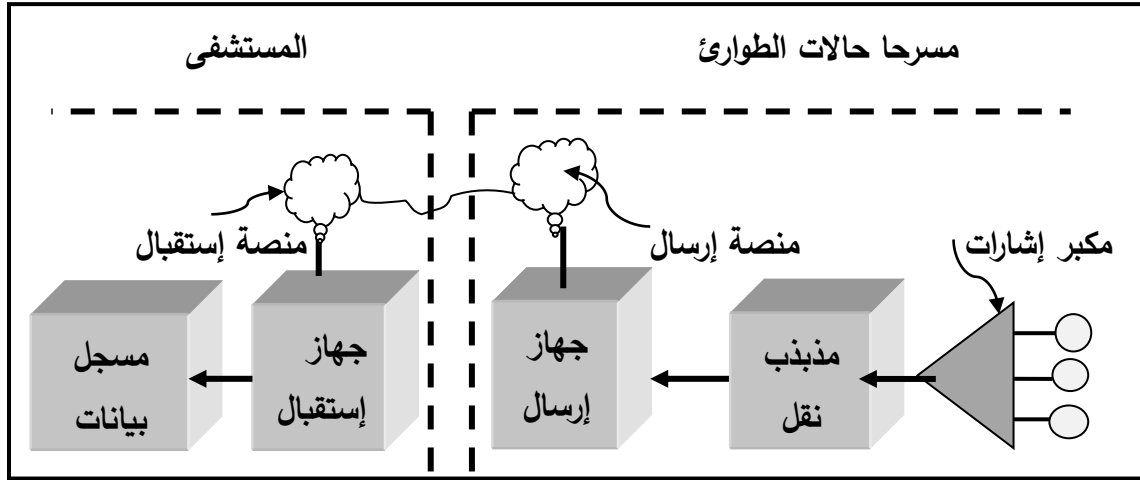 مسرحا حالات الطوارئ
المستشفى
مكبر إشارات
منصة إرسال
منصة إستقبال
مذبذب
نقل
جهاز
إرسال
جهاز
إستقبال
مسجل
بيانات